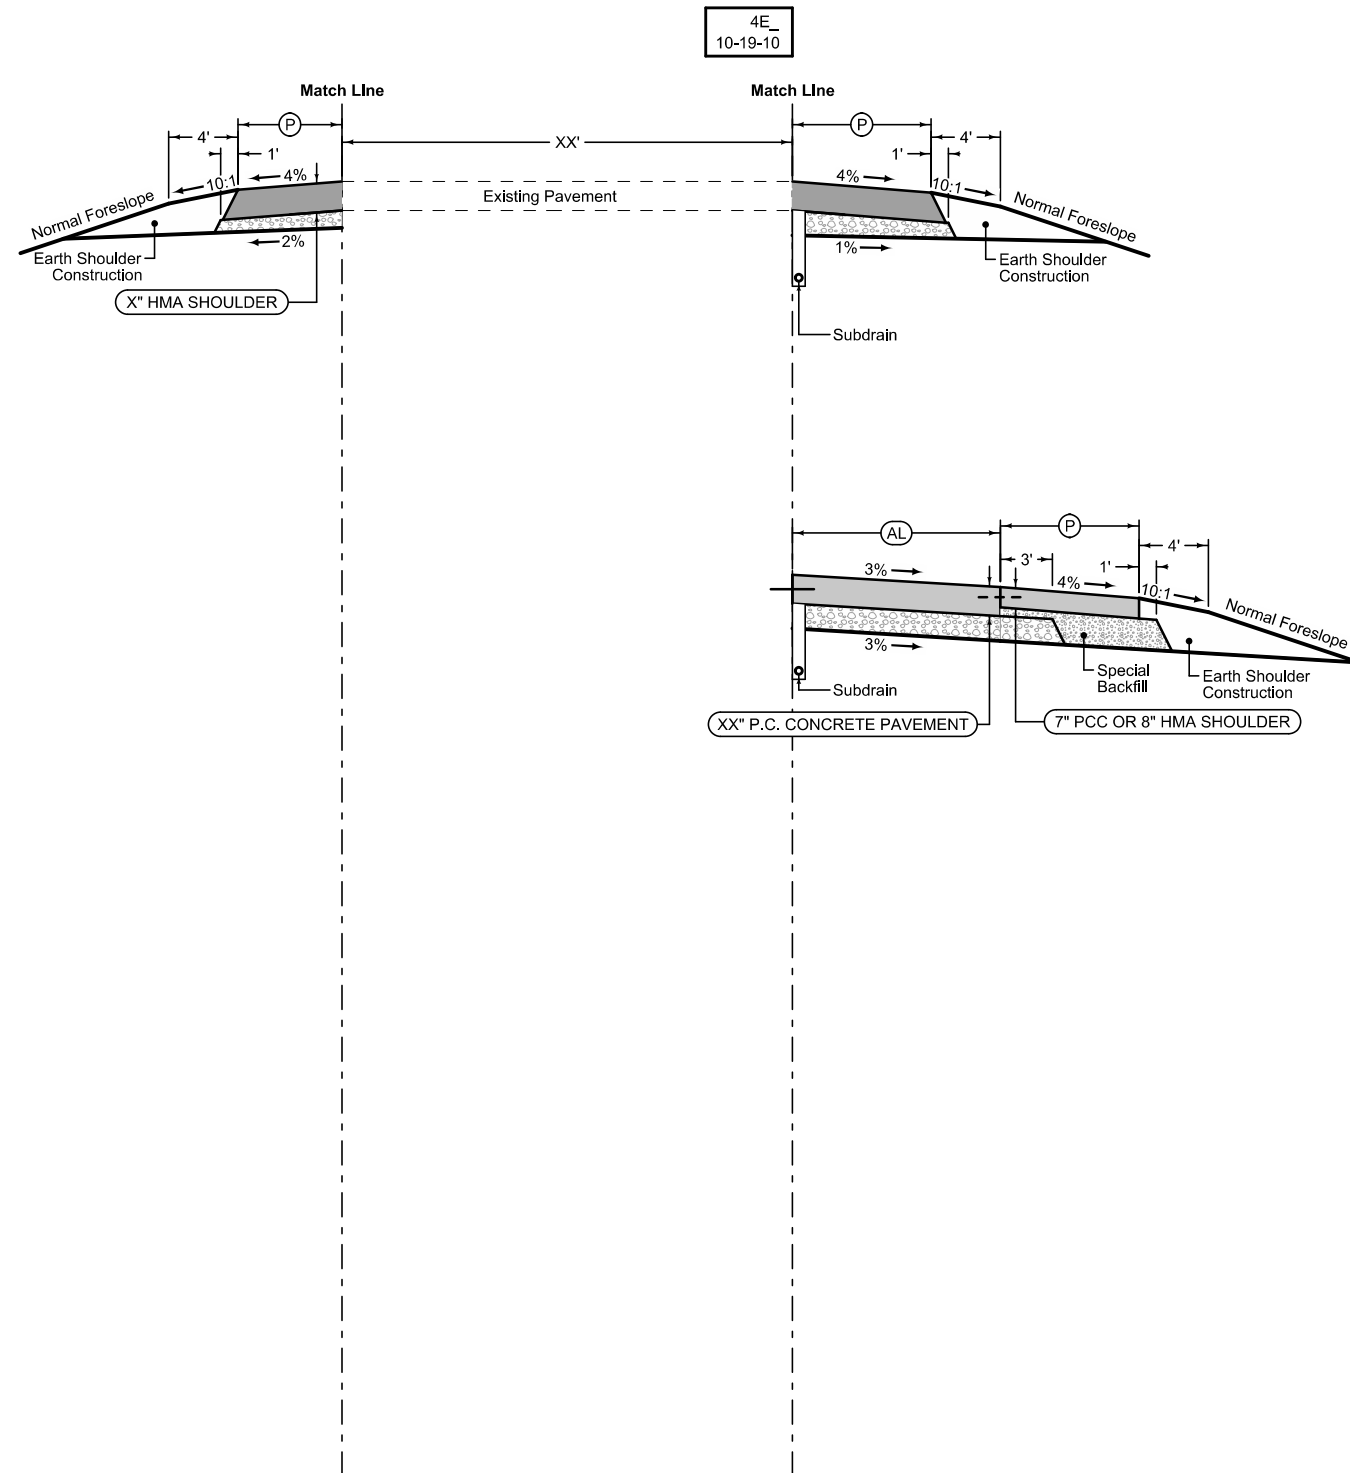 4E_
10-19-10
Match Line
Match Line
P
P
4'
4'
XX'
1'
1'
10:1
4%
4%
10:1
Normal Foreslope
Existing Pavement
Normal Foreslope
2%
1%
Earth Shoulder
Construction
Earth Shoulder
Construction
X" HMA SHOULDER
Subdrain
AL
P
3'
4'
1'
3%
4%
10:1
Normal Foreslope
3%
Special
Backfill
Earth Shoulder
Construction
Subdrain
XX" P.C. CONCRETE PAVEMENT
7" PCC OR 8" HMA SHOULDER